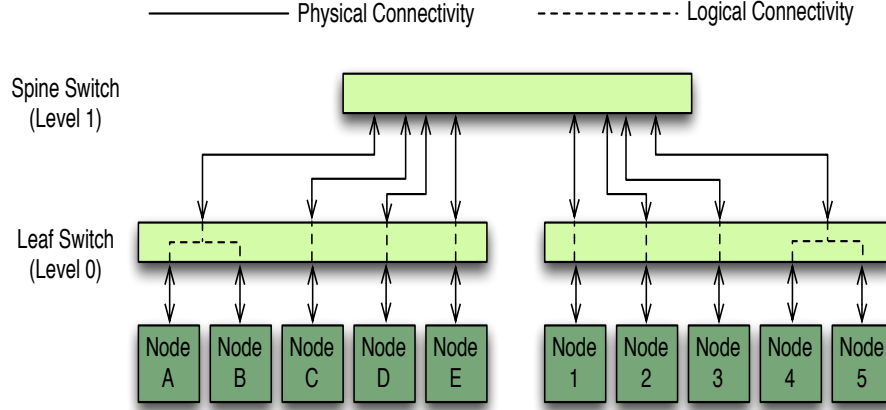 Physical Connectivity
Logical Connectivity
Spine Switch
(Level 1)
Leaf Switch
(Level 0)
Node
A
Node
B
Node
C
Node
D
Node
E
Node
1
Node
2
Node
3
Node
4
Node
5